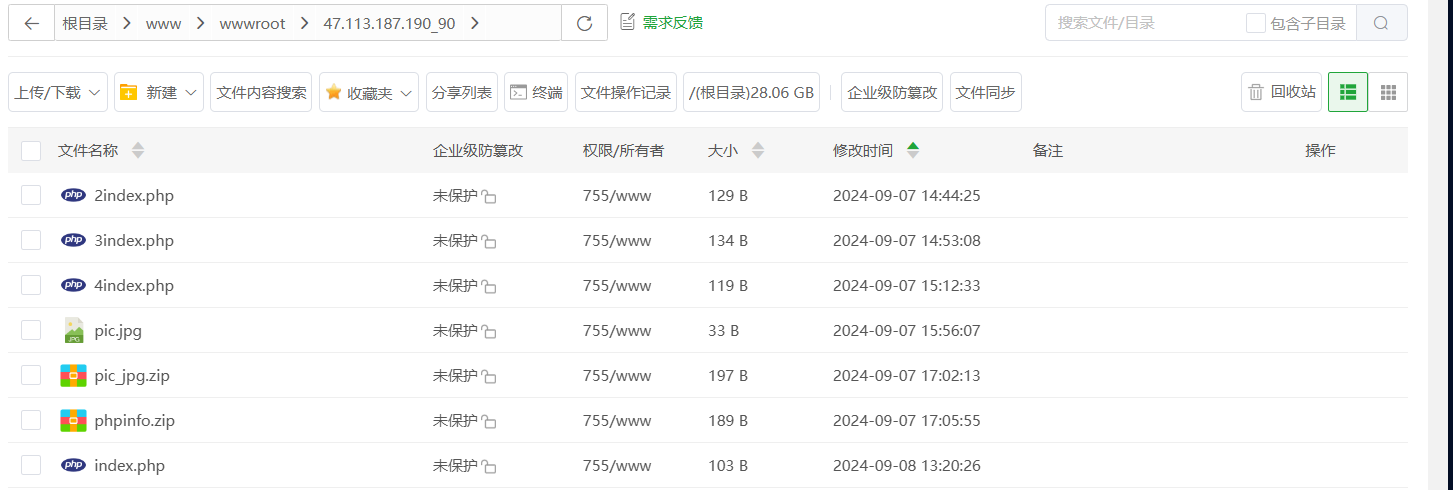 根目录 www wwwroot 47.113.187.190_90 需求反馈 搜索文件/目录 包含子目录
上传/下载 新建 文件内容搜索 收藏夹 分享列表 终端 文件操作记录 /(根目录)28.06 GB 企业级防篡改 文件同步 回收站
文件名称 企业级防篡改 权限/所有者 大小 修改时间 备注 操作
php 2index.php 未保护 755/www 129 B 2024-09-07 14:44:25
php 3index.php 未保护 755/www 134 B 2024-09-07 14:53:08
php 4index.php 未保护 755/www 119 B 2024-09-07 15:12:33
JPG pic.jpg 未保护 755/www 33 B 2024-09-07 15:56:07
pic_jpg.zip 未保护 755/www 197 B 2024-09-07 17:02:13
phpinfo.zip 未保护 755/www 189 B 2024-09-07 17:05:55
php index.php 未保护 755/www 103 B 2024-09-08 13:20:26